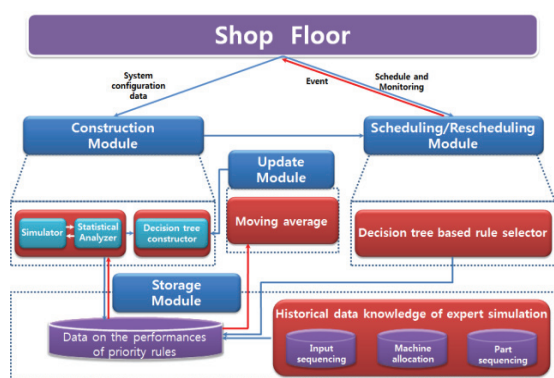 Shop Floor
System
configuration
data
Event
Schedule and
Monitoring
Construction
Module
Scheduling/Rescheduling
Module
Update
Module
Simulator
Statistical
Analyzer
Decision tree
constructor
Moving average
Decision tree based rule selector
Storage
Module
Data on the performances
of priority rules
Historical data knowledge of expert simulation
Input
sequencing
Machine
allocation
Part
sequencing